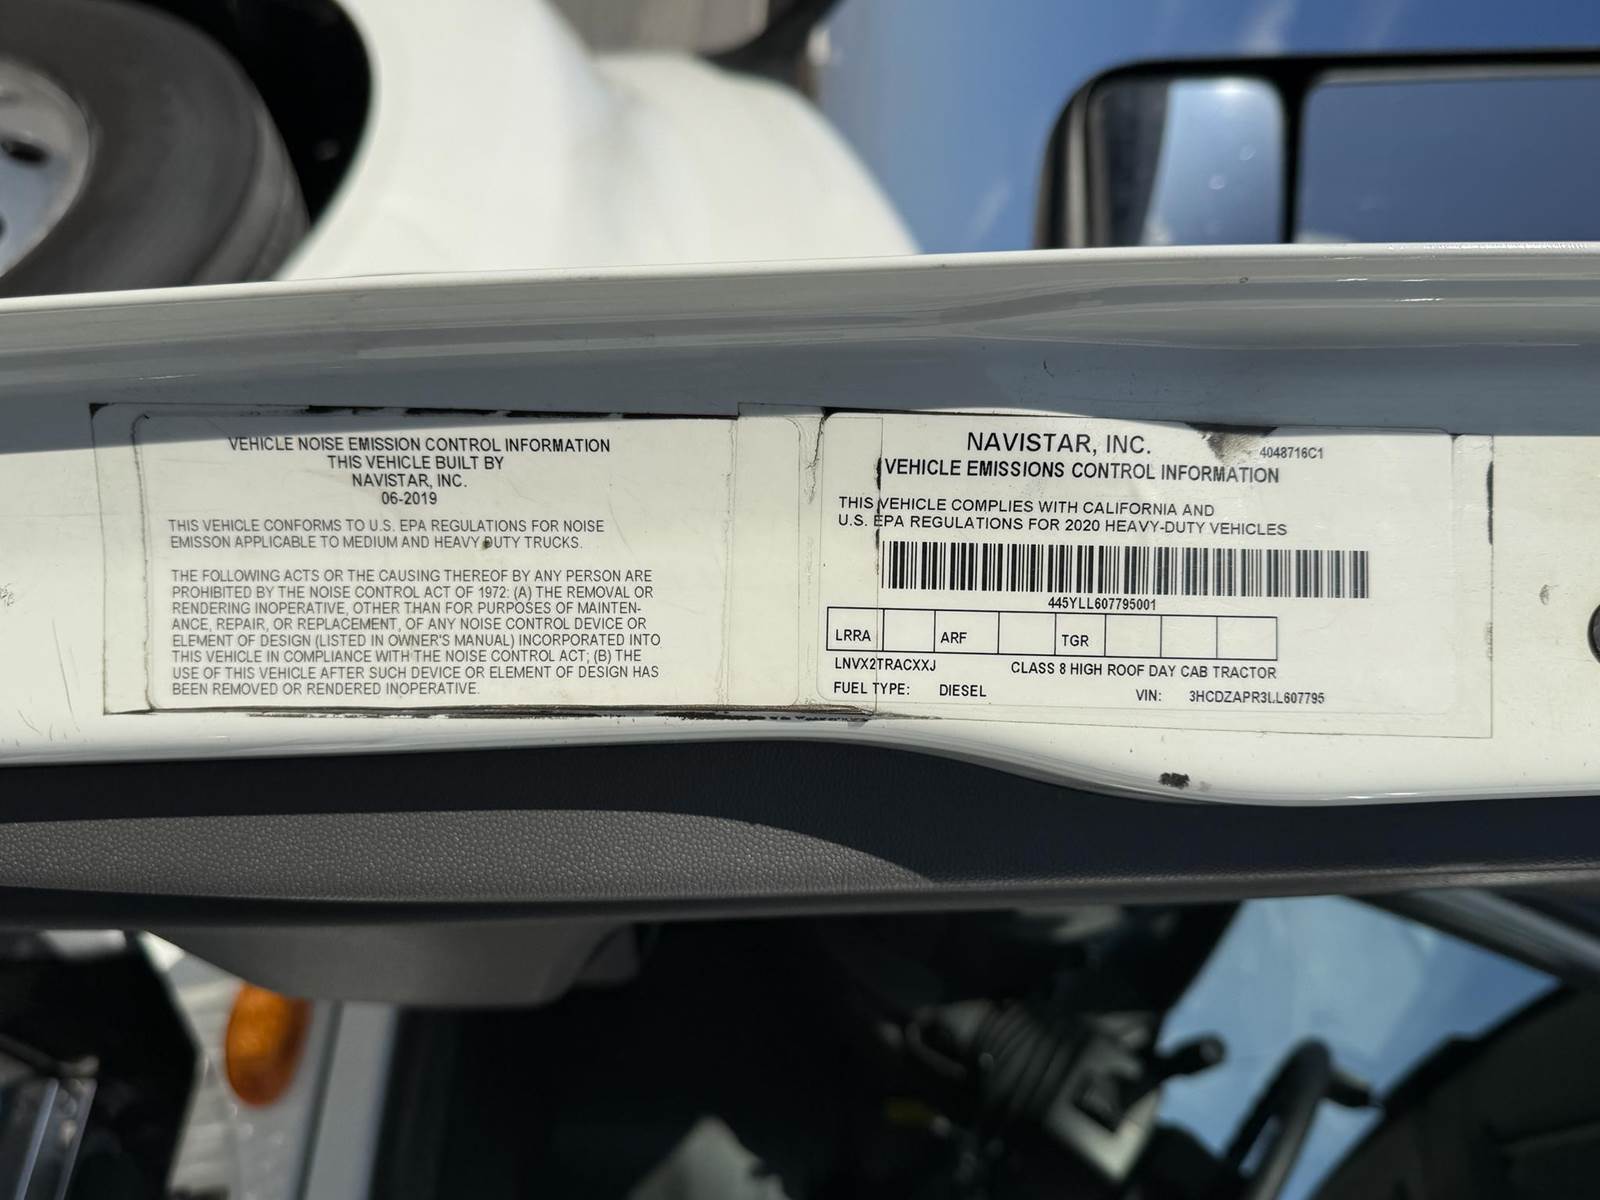 VEHICLE NOISE EMISSION CONTROL INFORMATION
THIS VEHICLE BUILT BY
NAVISTAR, INC.
06-2019
THIS VEHICLE CONFORMS TO U.S. EPA REGULATIONS FOR NOISE
EMISSON APPLICABLE TO MEDIUM AND HEAVY DUTY TRUCKS.
THE FOLLOWING ACTS OR THE CAUSING THEREOF BY ANY PERSON ARE
PROHIBITED BY THE NOISE CONTROL ACT OF 1972: (A) THE REMOVAL OR
RENDERING INOPERATIVE, OTHER THAN FOR PURPOSES OF MAINTEN-
ANCE, REPAIR, OR REPLACEMENT, OF ANY NOISE CONTROL DEVICE OR
ELEMENT OF DESIGN (LISTED IN OWNER'S MANUAL) INCORPORATED INTO
THIS VEHICLE IN COMPLIANCE WITH THE NOISE CONTROL ACT; (B) THE
USE OF THIS VEHICLE AFTER SUCH DEVICE OR ELEMENT OF DESIGN HAS
BEEN REMOVED OR RENDERED INOPERATIVE.
NAVISTAR, INC.
4048716C1
VEHICLE EMISSIONS CONTROL INFORMATION
THIS VEHICLE COMPLIES WITH CALIFORNIA AND
U.S. EPA REGULATIONS FOR 2020 HEAVY-DUTY VEHICLES
445YLL607795001
LRRA ARF TGR
LNVX2TRACXXJ CLASS 8 HIGH ROOF DAY CAB TRACTOR
FUEL TYPE: DIESEL VIN: 3HCDZAPR3LL607795